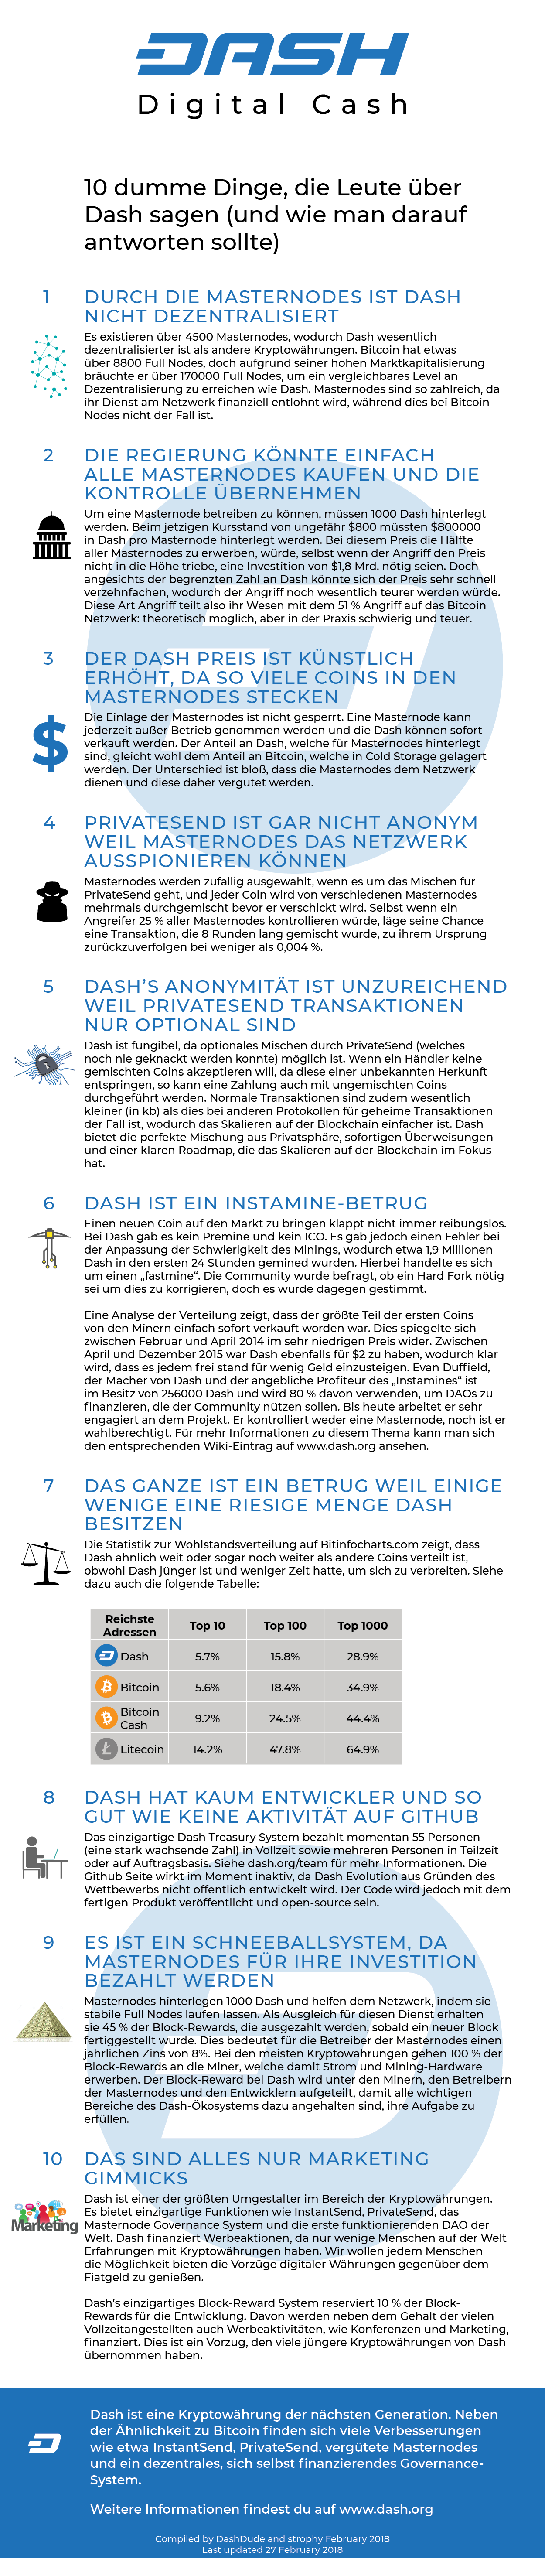 DASH
Digital Cash
10 dumme Dinge, die Leute über
Dash sagen (und wie man darauf
antworten sollte)
1
DURCH DIE MASTERNODES IST DASH
NICHT DEZENTRALISIERT
Es existieren über 4500 Masternodes, wodurch Dash wesentlich
dezentralisierter ist als andere Kryptowährungen. Bitcoin hat etwas
über 8800 Full Nodes, doch aufgrund seiner hohen Marktkapitalisierung
bräuchte er über 170000 Full Nodes, um ein vergleichbares Level an
Dezentralisierung zu erreichen wie Dash. Masternodes sind so zahlreich, da
ihr Dienst am Netzwerk finanziell entlohnt wird, während dies bei Bitcoin
Nodes nicht der Fall ist.
2
DIE REGIERUNG KÖNNTE EINFACH
ALLE MASTERNODES KAUFEN UND DIE
KONTROLLE ÜBERNEHMEN
Um eine Masternode betreiben zu können, müssen 1000 Dash hinterlegt
werden. Beim jetzigen Kursstand von ungefähr $800 müssten $800000
in Dash pro Masternode hinterlegt werden. Bei diesem Preis die Hälfte
aller Masternodes zu erwerben, würde, selbst wenn der Angriff den Preis
nicht in die Höhe triebe, eine Investition von $1,8 Mrd. nötig seien. Doch
angesichts der begrenzten Zahl an Dash könnte sich der Preis sehr schnell
verzehnfachen, wodurch der Angriff noch wesentlich teurer werden würde.
Diese Art Angriff teilt also ihr Wesen mit dem 51 % Angriff auf das Bitcoin
Netzwerk: theoretisch möglich, aber in der Praxis schwierig und teuer.
3
DER DASH PREIS IST KÜNSTLICH
ERHÖHT, DA SO VIELE COINS IN DEN
MASTERNODES STECKEN
Die Einlage der Masternodes ist nicht gesperrt. Eine Masternode kann
jederzeit außer Betrieb genommen werden und die Dash können sofort
verkauft werden. Der Anteil an Dash, welche für Masternodes hinterlegt
sind, gleicht wohl dem Anteil an Bitcoin, welche in Cold Storage gelagert
werden. Der Unterschied ist bloß, dass die Masternodes dem Netzwerk
dienen und diese daher vergütet werden.
4
PRIVATESEND IST GAR NICHT ANONYM
WEIL MASTERNODES DAS NETZWERK
AUSSPIONIEREN KÖNNEN
Masternodes werden zufällig ausgewählt, wenn es um das Mischen für
PrivateSend geht, und jeder Coin wird von verschiedenen Masternodes
mehrmals durchgemischt bevor er verschickt wird. Selbst wenn ein
Angreifer 25 % aller Masternodes kontrollieren würde, läge seine Chance
eine Transaktion, die 8 Runden lang gemischt wurde, zu ihrem Ursprung
zurückzuverfolgen bei weniger als 0,004 %.
5
DASH'S ANONYMITÄT IST UNZUREICHEND
WEIL PRIVATESEND TRANSAKTIONEN
NUR OPTIONAL SIND
Dash ist fungibel, da optionales Mischen durch PrivateSend (welches
noch nie geknackt werden konnte) möglich ist. Wenn ein Händler keine
gemischten Coins akzeptieren will, da diese einer unbekannten Herkunft
entspringen, so kann eine Zahlung auch mit ungemischten Coins
durchgeführt werden. Normale Transaktionen sind zudem wesentlich
kleiner (in kb) als dies bei anderen Protokollen für geheime Transaktionen
der Fall ist, wodurch das Skalieren auf der Blockchain einfacher ist. Dash
bietet die perfekte Mischung aus Privatsphäre, sofortigen Überweisungen
und einer klaren Roadmap, die das Skalieren auf der Blockchain im Fokus
hat.
6
DASH IST EIN INSTAMINE-BETRUG
Einen neuen Coin auf den Markt zu bringen klappt nicht immer reibungslos.
Bei Dash gab es kein Premine und kein ICO. Es gab jedoch einen Fehler bei
der Anpassung der Schwierigkeit des Minings, wodurch etwa 1,9 Millionen
Dash in den ersten 24 Stunden gemined wurden. Hierbei handelte es sich
um einen „fastmine“. Die Community wurde befragt, ob ein Hard Fork nötig
sei um dies zu korrigieren, doch es wurde dagegen gestimmt.
Eine Analyse der Verteilung zeigt, dass der größte Teil der ersten Coins
von den Minern einfach sofort verkauft worden war. Dies spiegelte sich
zwischen Februar und April 2014 im sehr niedrigen Preis wider. Zwischen
April und Dezember 2015 war Dash ebenfalls für $2 zu haben, wodurch klar
wird, dass es jedem frei stand für wenig Geld einzusteigen. Evan Duffield,
der Macher von Dash und der angebliche Profiteur des „Instamines“ ist
im Besitz von 256000 Dash und wird 80 % davon verwenden, um DAOs zu
finanzieren, die der Community nützen sollen. Bis heute arbeitet er sehr
engagiert an dem Projekt. Er kontrolliert weder eine Masternode, noch ist er
wahlberechtigt. Für mehr Informationen zu diesem Thema kann man sich
den entsprechenden Wiki-Eintrag auf www.dash.org ansehen.
7
DAS GANZE IST EIN BETRUG WEIL EINIGE
WENIGE EINE RIESIGE MENGE DASH
BESITZEN
Die Statistik zur Wohlstandsverteilung auf Bitinfocharts.com zeigt, dass
Dash ähnlich weit oder sogar noch weiter als andere Coins verteilt ist,
obwohl Dash jünger ist und weniger Zeit hatte, um sich zu verbreiten. Siehe
dazu auch die folgende Tabelle:
Reichste Adressen Top 10 Top 100 Top 1000
Dash 5.7% 15.8% 28.9%
Bitcoin 5.6% 18.4% 34.9%
Bitcoin Cash 9.2% 24.5% 44.4%
Litecoin 14.2% 47.8% 64.9%
8
DASH HAT KAUM ENTWICKLER UND SO
GUT WIE KEINE AKTIVITÄT AUF GITHUB
Das einzigartige Dash Treasury System bezahlt momentan 55 Personen
(eine stark wachsende Zahl) in Vollzeit sowie mehreren Personen in Teilzeit
oder auf Auftragsbasis. Siehe dash.org/team für mehr Informationen. Die
Github Seite wirkt im Moment inaktiv, da Dash Evolution aus Gründen des
Wettbewerbs nicht öffentlich entwickelt wird. Der Code wird jedoch mit dem
fertigen Produkt veröffentlicht und open-source sein.
9
ES IST EIN SCHNEEBALLSYSTEM, DA
MASTERNODES FÜR IHRE INVESTITION
BEZAHLT WERDEN
Masternodes hinterlegen 1000 Dash und helfen dem Netzwerk, indem sie
stabile Full Nodes laufen lassen. Als Ausgleich für diesen Dienst erhalten
sie 45 % der Block-Rewards, die ausgezahlt werden, sobald ein neuer Block
fertiggestellt wurde. Dies bedeutet für die Betreiber der Masternodes einen
jährlichen Zins von 8%. Bei den meisten Kryptowährungen gehen 100 % der
Block-Rewards an die Miner, welche damit Strom und Mining-Hardware
erwerben. Der Block-Reward bei Dash wird unter den Minern, den Betreibern
der Masternodes und den Entwicklern aufgeteilt, damit alle wichtigen
Bereiche des Dash-Ökosystems dazu angehalten sind, ihre Aufgabe zu
erfüllen.
10
DAS SIND ALLES NUR MARKETING
GIMMICKS
Marketing
Dash ist einer der größten Umgestalter im Bereich der Kryptowährungen.
Es bietet einzigartige Funktionen wie InstantSend, PrivateSend, das
Masternode Governance System und die erste funktionierenden DAO der
Welt. Dash finanziert Werbeaktionen, da nur wenige Menschen auf der Welt
Erfahrungen mit Kryptowährungen haben. Wir wollen jedem Menschen
die Möglichkeit bieten die Vorzüge digitaler Währungen gegenüber dem
Fiatgeld zu genießen.
Dash's einzigartiges Block-Reward System reserviert 10 % der Block-
Rewards für die Entwicklung. Davon werden neben dem Gehalt der vielen
Vollzeitangestellten auch Werbeaktivitäten, wie Konferenzen und Marketing,
finanziert. Dies ist ein Vorzug, den viele jüngere Kryptowährungen von Dash
übernommen haben.
Dash ist eine Kryptowährung der nächsten Generation. Neben
der Ähnlichkeit zu Bitcoin finden sich viele Verbesserungen
wie etwa InstantSend, PrivateSend, vergütete Masternodes
und ein dezentrales, sich selbst finanzierendes Governance-
System.
Weitere Informationen findest du auf www.dash.org
Compiled by DashDude and strophy February 2018
Last updated 27 February 2018